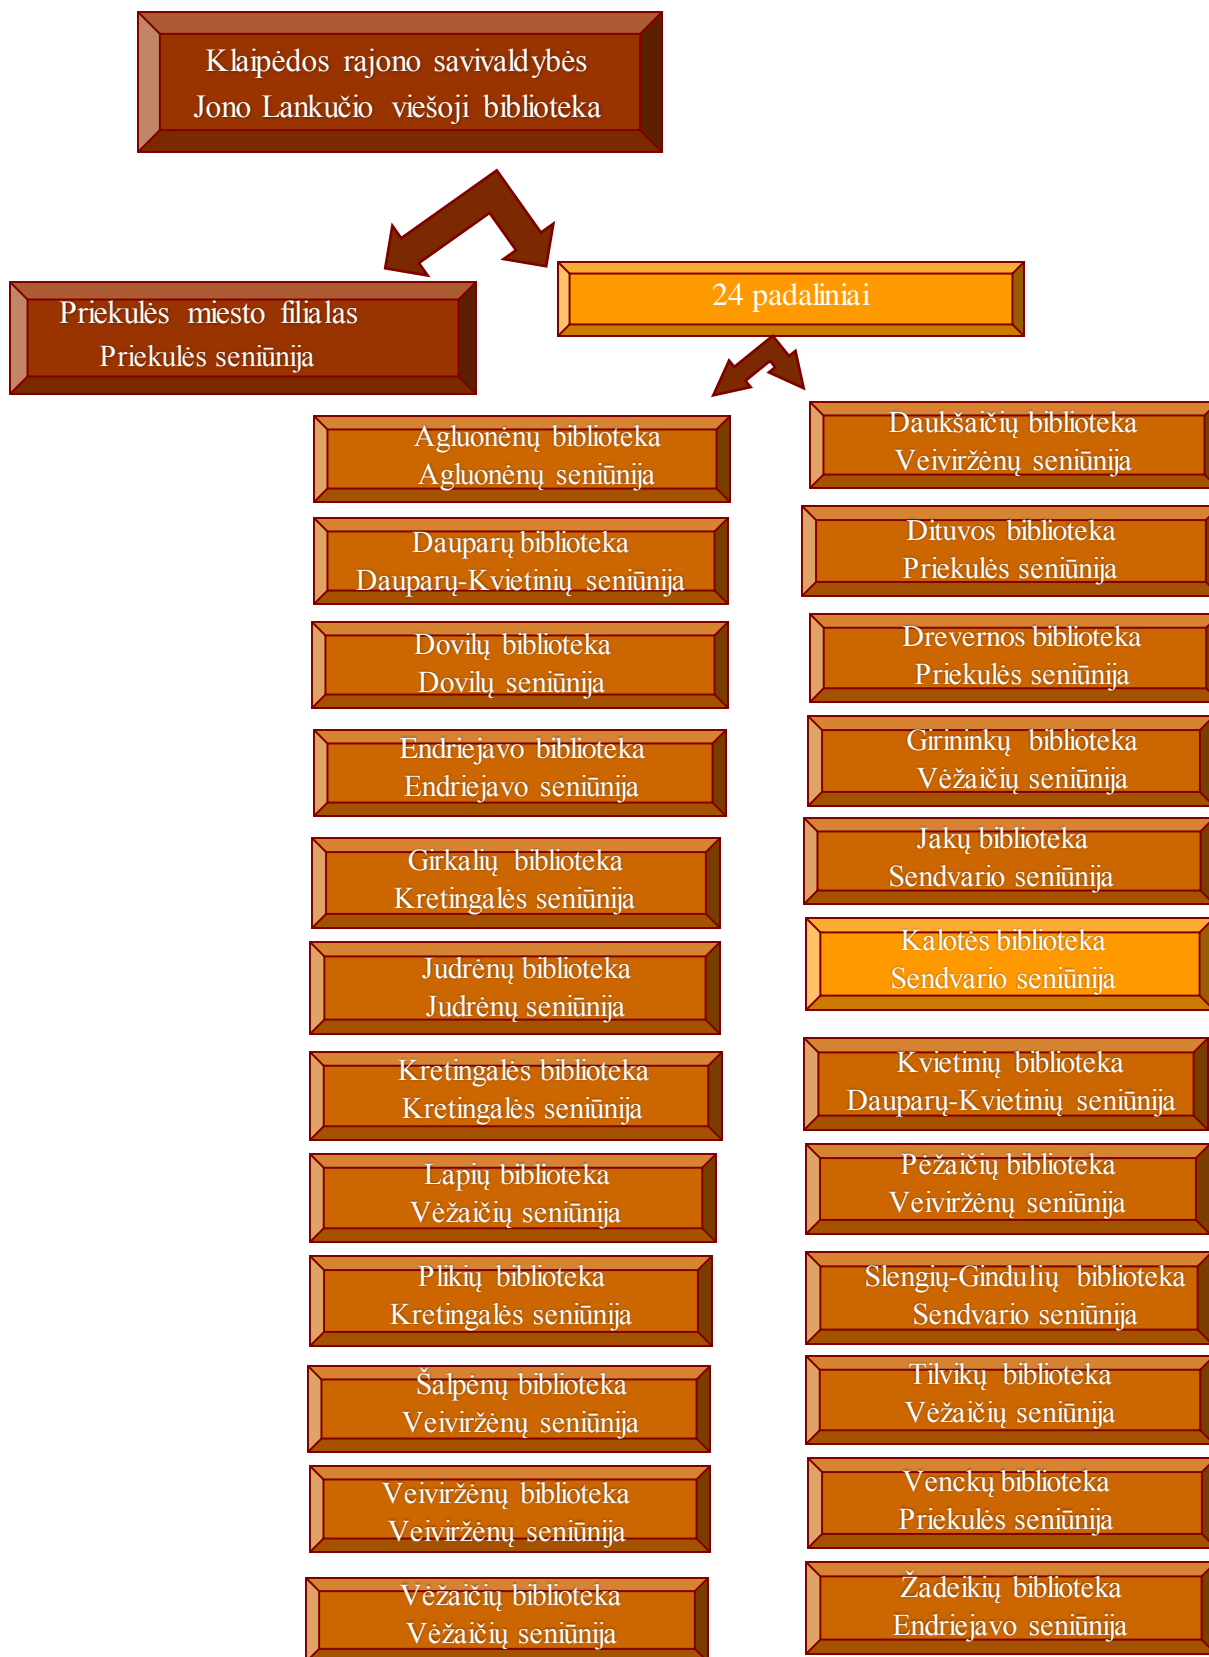 Klaipėdos rajono savivaldybės
Jono Lankučio viešoji biblioteka
Priekulės miesto filialas
Priekulės seniūnija
24 padaliniai
Agluonėnų biblioteka
Agluonėnų seniūnija
Dauparų biblioteka
Dauparų-Kvietinių seniūnija
Dovilų biblioteka
Dovilų seniūnija
Endriejavo biblioteka
Endriejavo seniūnija
Girkalių biblioteka
Kretingalės seniūnija
Judrėnų biblioteka
Judrėnų seniūnija
Kretingalės biblioteka
Kretingalės seniūnija
Lapių biblioteka
Vėžaičių seniūnija
Plikių biblioteka
Kretingalės seniūnija
Šalpėnų biblioteka
Veiviržėnų seniūnija
Veiviržėnų biblioteka
Veiviržėnų seniūnija
Vėžaičių biblioteka
Vėžaičių seniūnija
Daukšaičių biblioteka
Veiviržėnų seniūnija
Dituvos biblioteka
Priekulės seniūnija
Drevernos biblioteka
Priekulės seniūnija
Girininkų biblioteka
Vėžaičių seniūnija
Jakų biblioteka
Sendvario seniūnija
Kalotės biblioteka
Sendvario seniūnija
Kvietinių biblioteka
Dauparų-Kvietinių seniūnija
Pėžaičių biblioteka
Veiviržėnų seniūnija
Slengių-Gindulių biblioteka
Sendvario seniūnija
Tilvikų biblioteka
Vėžaičių seniūnija
Venckų biblioteka
Priekulės seniūnija
Žadeikių biblioteka
Endriejavo seniūnija